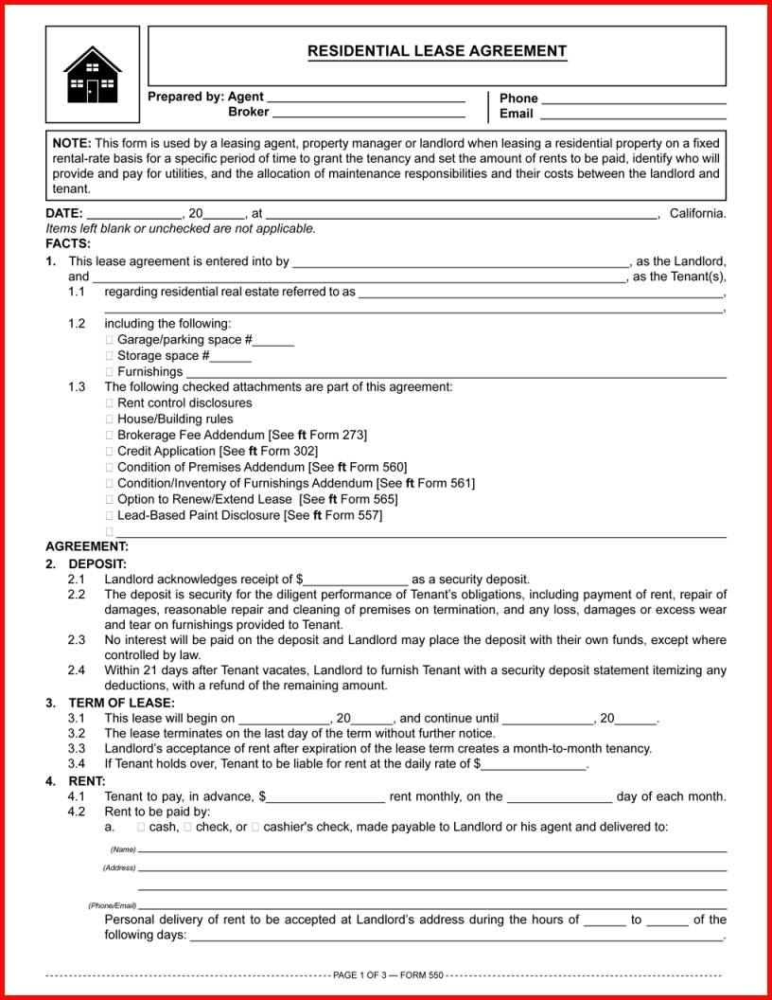 RESIDENTIAL LEASE AGREEMENT
Prepared by: Agent ____________________________
Broker ____________________________
Phone ____________________________
Email ____________________________
NOTE: This form is used by a leasing agent, property manager or landlord when leasing a residential property on a fixed
rental-rate basis for a specific period of time to grant the tenancy and set the amount of rents to be paid, identify who will
provide and pay for utilities, and the allocation of maintenance responsibilities and their costs between the landlord and
tenant.
DATE: ______________, 20______, at ____________________________________________________, California.
Items left blank or unchecked are not applicable.
FACTS:
1. This lease agreement is entered into by ________________________________________________, as the Landlord,
and ____________________________________________________________________________, as the Tenant(s),
1.1 regarding residential real estate referred to as ____________________________________________________,
________________________________________________________________________________________,
1.2 including the following:
☐ Garage/parking space #______
☐ Storage space #______
☐ Furnishings ____________________________________________________________________________
1.3 The following checked attachments are part of this agreement:
☐ Rent control disclosures
☐ House/Building rules
☐ Brokerage Fee Addendum [See ft Form 273]
☐ Credit Application [See ft Form 302]
☐ Condition of Premises Addendum [See ft Form 560]
☐ Condition/Inventory of Furnishings Addendum [See ft Form 561]
☐ Option to Renew/Extend Lease [See ft Form 565]
☐ Lead-Based Paint Disclosure [See ft Form 557]
☐ ____________________________________________________________________________
AGREEMENT:
2. DEPOSIT:
2.1 Landlord acknowledges receipt of $_______________ as a security deposit.
2.2 The deposit is security for the diligent performance of Tenant's obligations, including payment of rent, repair of
damages, reasonable repair and cleaning of premises on termination, and any loss, damages or excess wear
and tear on furnishings provided to Tenant.
2.3 No interest will be paid on the deposit and Landlord may place the deposit with their own funds, except where
controlled by law.
2.4 Within 21 days after Tenant vacates, Landlord to furnish Tenant with a security deposit statement itemizing any
deductions, with a refund of the remaining amount.
3. TERM OF LEASE:
3.1 This lease will begin on _____________, 20______, and continue until _____________, 20______.
3.2 The lease terminates on the last day of the term without further notice.
3.3 Landlord's acceptance of rent after expiration of the lease term creates a month-to-month tenancy.
3.4 If Tenant holds over, Tenant to be liable for rent at the daily rate of $_______________.
4. RENT:
4.1 Tenant to pay, in advance, $_________________ rent monthly, on the _______________ day of each month.
4.2 Rent to be paid by:
a. ☐ cash, ☐ check, or ☐ cashier's check, made payable to Landlord or his agent and delivered to:
(Name) ____________________________________________________________________________
(Address) ____________________________________________________________________________
____________________________________________________________________________
(Phone/Email) ____________________________________________________________________________
Personal delivery of rent to be accepted at Landlord's address during the hours of ______ to ______ of the
following days: ____________________________________________________________________________.
PAGE 1 OF 3 — FORM 550